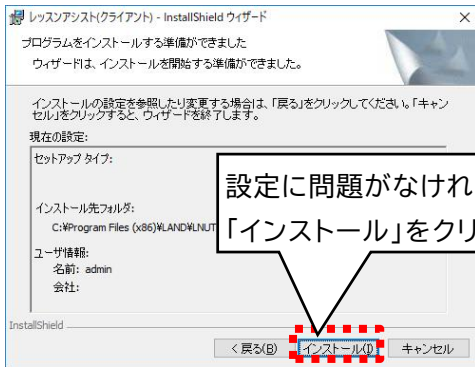 レッスンアシスト(クライアント) - InstallShield ウィザード
プログラムをインストールする準備ができました
ウィザードは、インストールを開始する準備ができました。
インストールの設定を参照したり変更する場合は、「戻る」をクリックしてください。「キャン
セル」をクリックすると、ウィザードを終了します。
現在の設定:
セットアップ タイプ:
インストール先フォルダ:
C:¥Program Files (x86)¥LAND¥LNUT
ユーザ情報:
名前: admin
会社:
設定に問題がなけれ
「インストール」をクリ
InstallShield
< 戻る(B)
インストール(I)
キャンセル